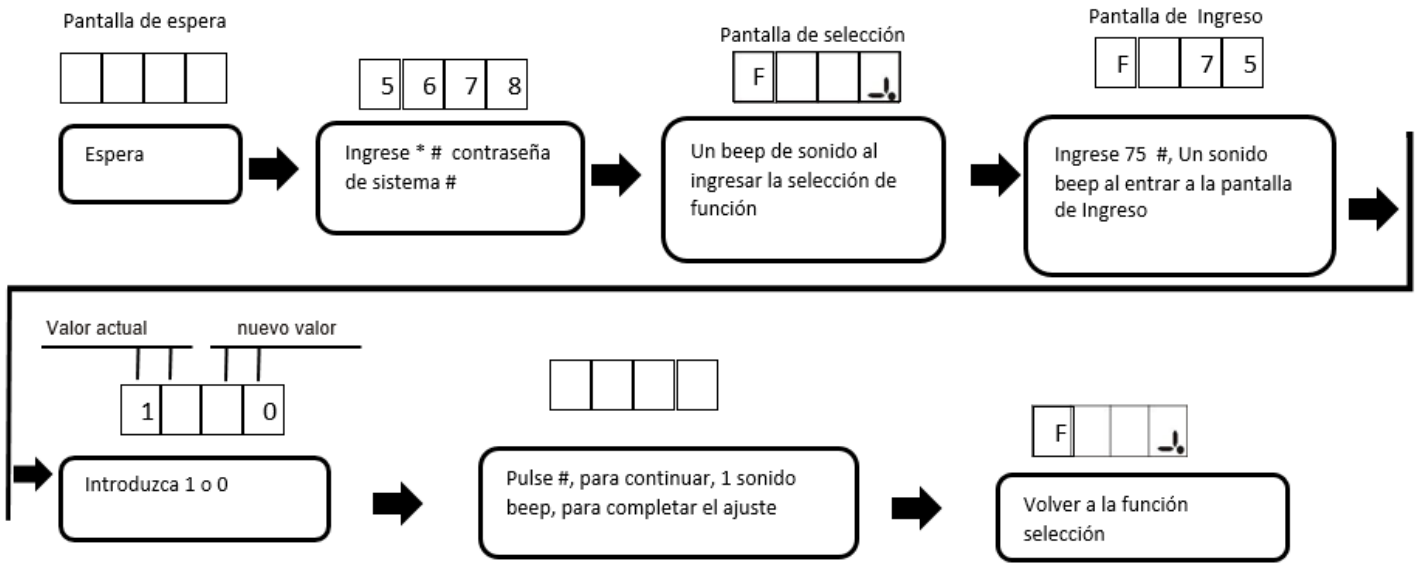 Pantalla de espera
5 6 7 8
Pantalla de selección
F
Pantalla de Ingreso
F 7 5
Espera
Ingrese * # contraseña
de sistema #
Un beep de sonido al
ingresar la selección de
función
Ingrese 75 #, Un sonido
beep al entrar a la pantalla
de Ingreso
Valor actual
nuevo valor
1 0
F
Introduzca 1 o 0
Pulse #, para continuar, 1 sonido
beep, para completar el ajuste
Volver a la función
selección